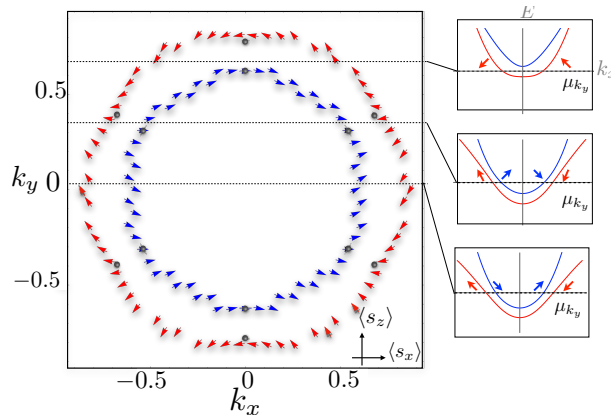 E
k_x
μ_{k_y}
0.5
μ_{k_y}
k_y 0
−0.5
μ_{k_y}
⟨s_z⟩
⟨s_x⟩
−0.5 0 0.5
k_x